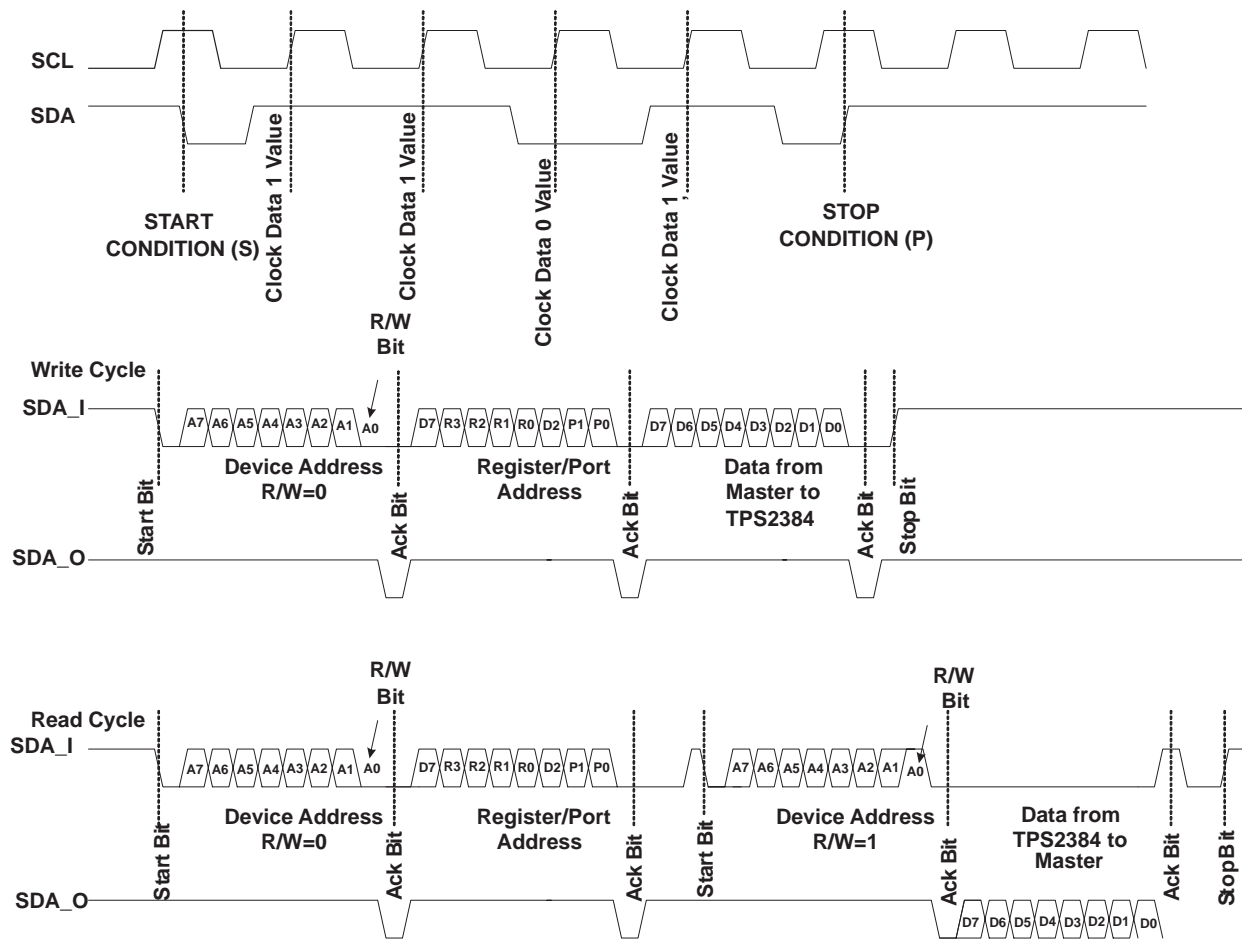 SCL
SDA
START
CONDITION (S)
Clock Data 1 Value
Clock Data 1 Value
Clock Data 0 Value
Clock Data 1 Value ,
STOP
CONDITION (P)
R/W
Bit
Write Cycle
SDA_I
A7 A6 A5 A4 A3 A2 A1 A0 D7 R3 R2 R1 R0 D2 P1 P0 D7 D6 D5 D4 D3 D2 D1 D0
Device Address
R/W=0
Register/Port
Address
Data from
Master to
TPS2384
Start Bit
Ack Bit
Ack Bit
Ack Bit
Stop Bit
SDA_O
R/W
Bit
R/W
Bit
Read Cycle
SDA_I
A7 A6 A5 A4 A3 A2 A1 A0 D7 R3 R2 R1 R0 D2 P1 P0 A7 A6 A5 A4 A3 A2 A1 A0
Device Address
R/W=0
Register/Port
Address
Device Address
R/W=1
Data from
TPS2384 to
Master
Start Bit
Ack Bit
Ack Bit
Start Bit
Ack Bit
Ack Bit
Stop Bit
SDA_O
D7 D6 D5 D4 D3 D2 D1 D0